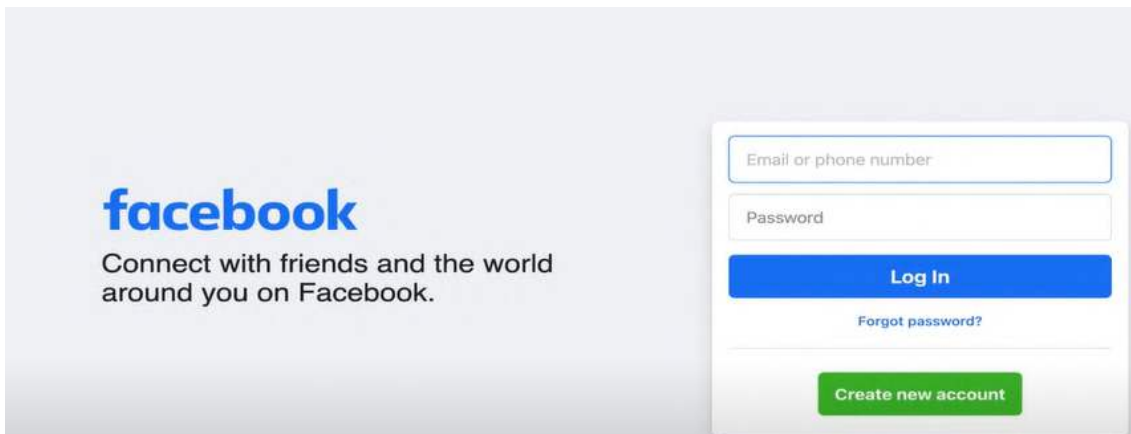 facebook
Connect with friends and the world
around you on Facebook.
Email or phone number
Password
Log In
Forgot password?
Create new account